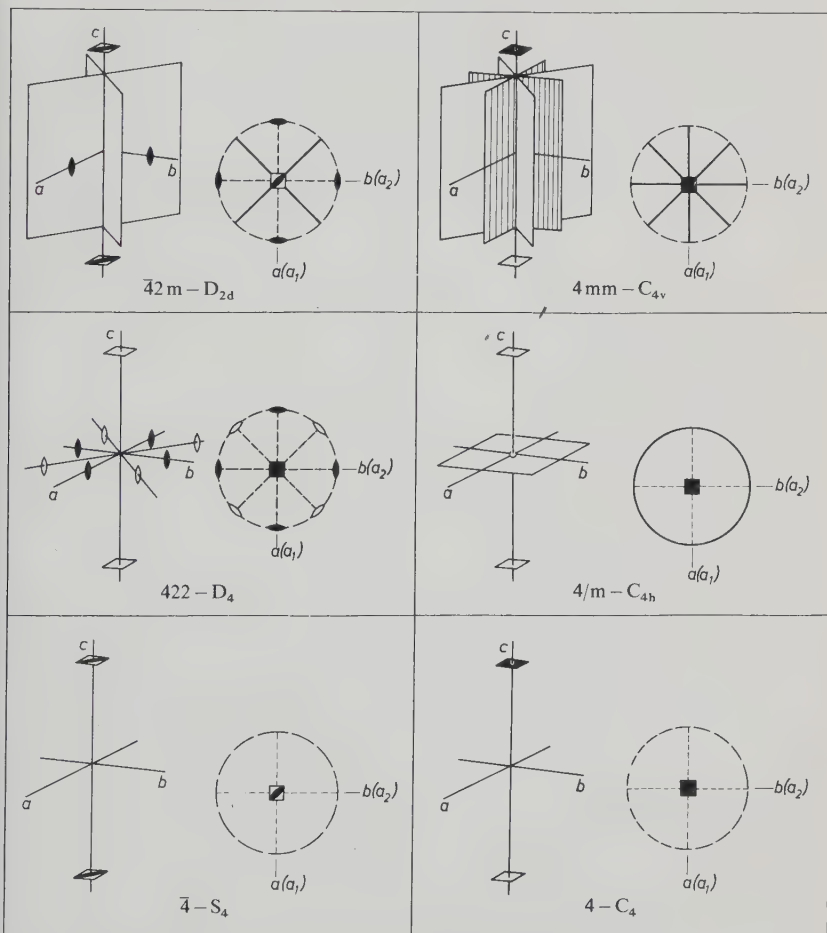 c
a
b
b(a₂)
a(a₁)
4̅2m – D₂d
c
a
b
b(a₂)
a(a₁)
4mm – C₄ᵥ
c
a
b
b(a₂)
a(a₁)
422 – D₄
c
a
b
b(a₂)
a(a₁)
4/m – C₄ₕ
c
a
b
b(a₂)
a(a₁)
4̅ – S₄
c
a
b
b(a₂)
a(a₁)
4 – C₄